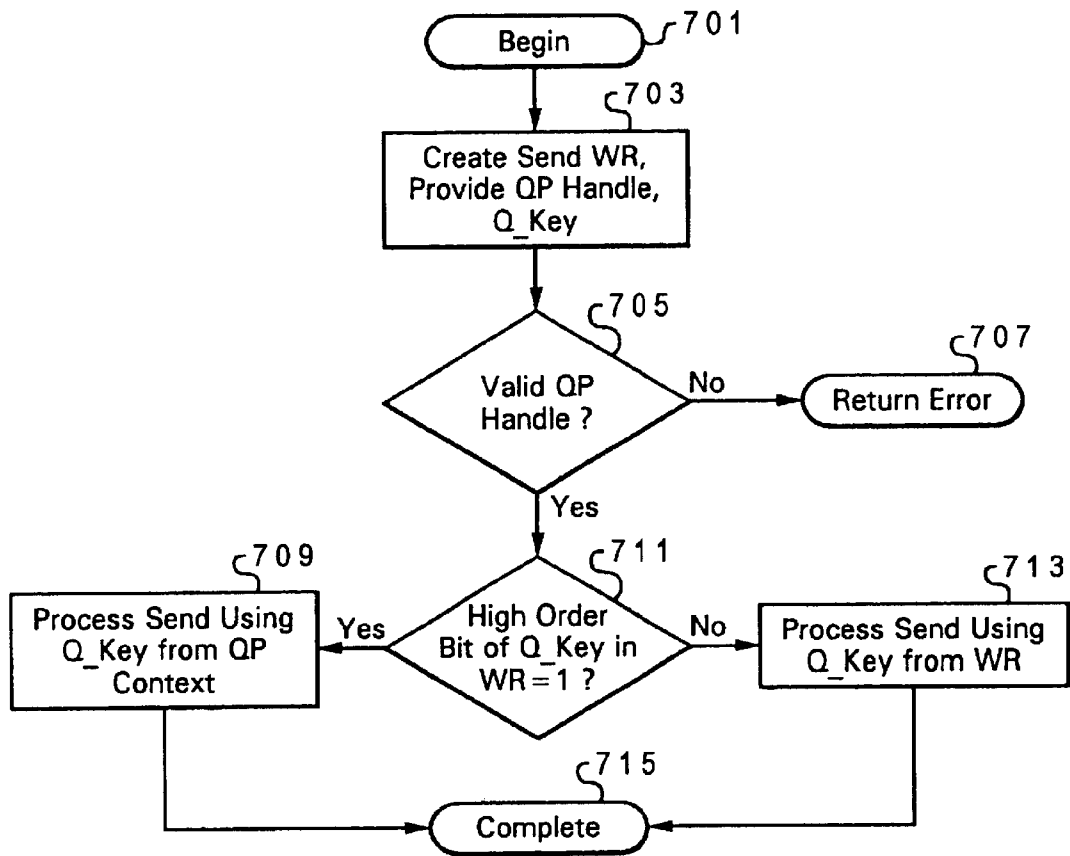 Begin
701
703
Create Send WR,
Provide QP Handle,
Q_Key
705
Valid QP
Handle ?
No
707
Return Error
Yes
709
Process Send Using
Q_Key from QP
Context
Yes
711
High Order
Bit of Q_Key in
WR=1 ?
No
713
Process Send Using
Q_Key from WR
715
Complete